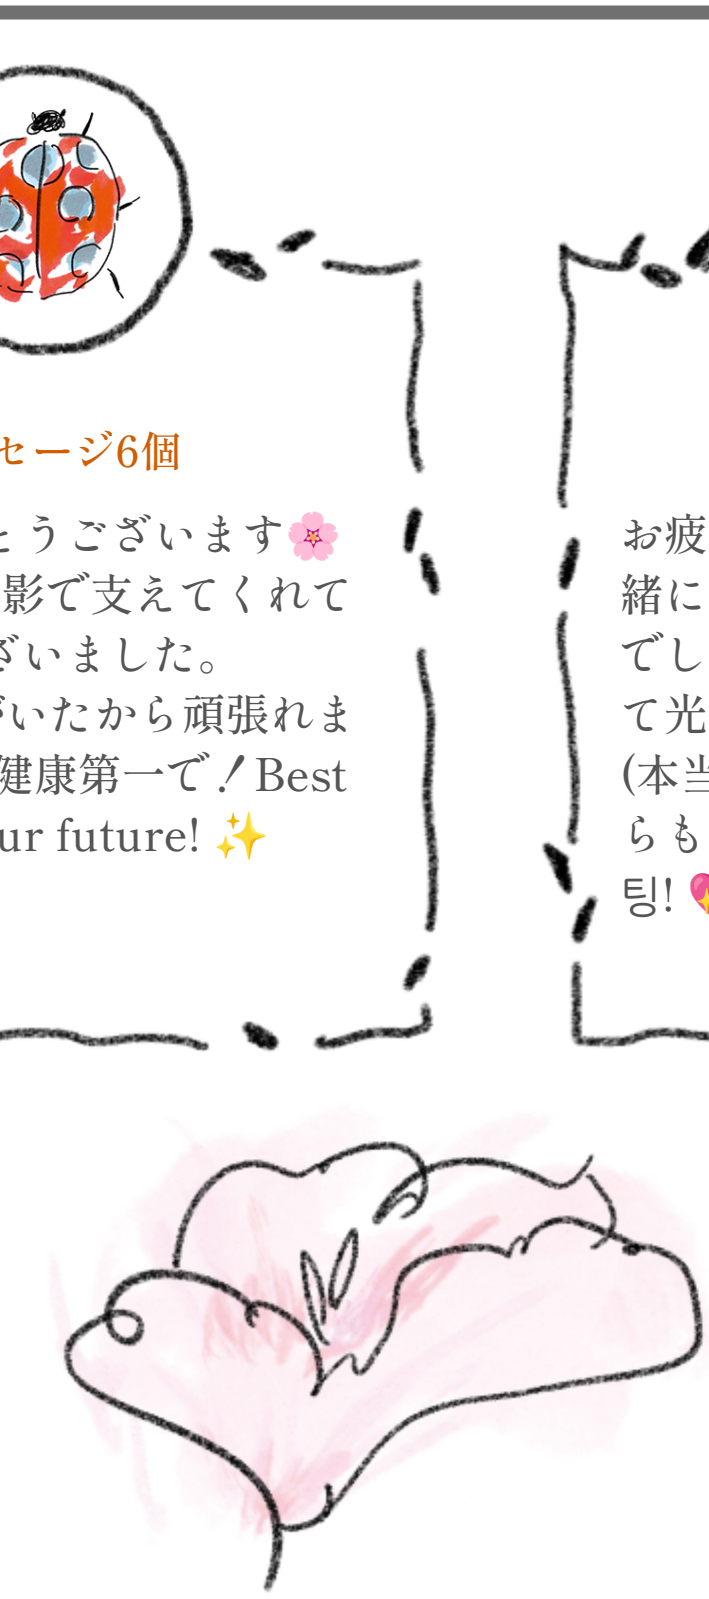 セージ6個
とうございます🌸
影で支えてくれて
ざいました。
がいたから頑張れま
健康第一で！Best
ur future! ✨
お疲
緒に
でし
て光
(本当
らも
팅! 💖